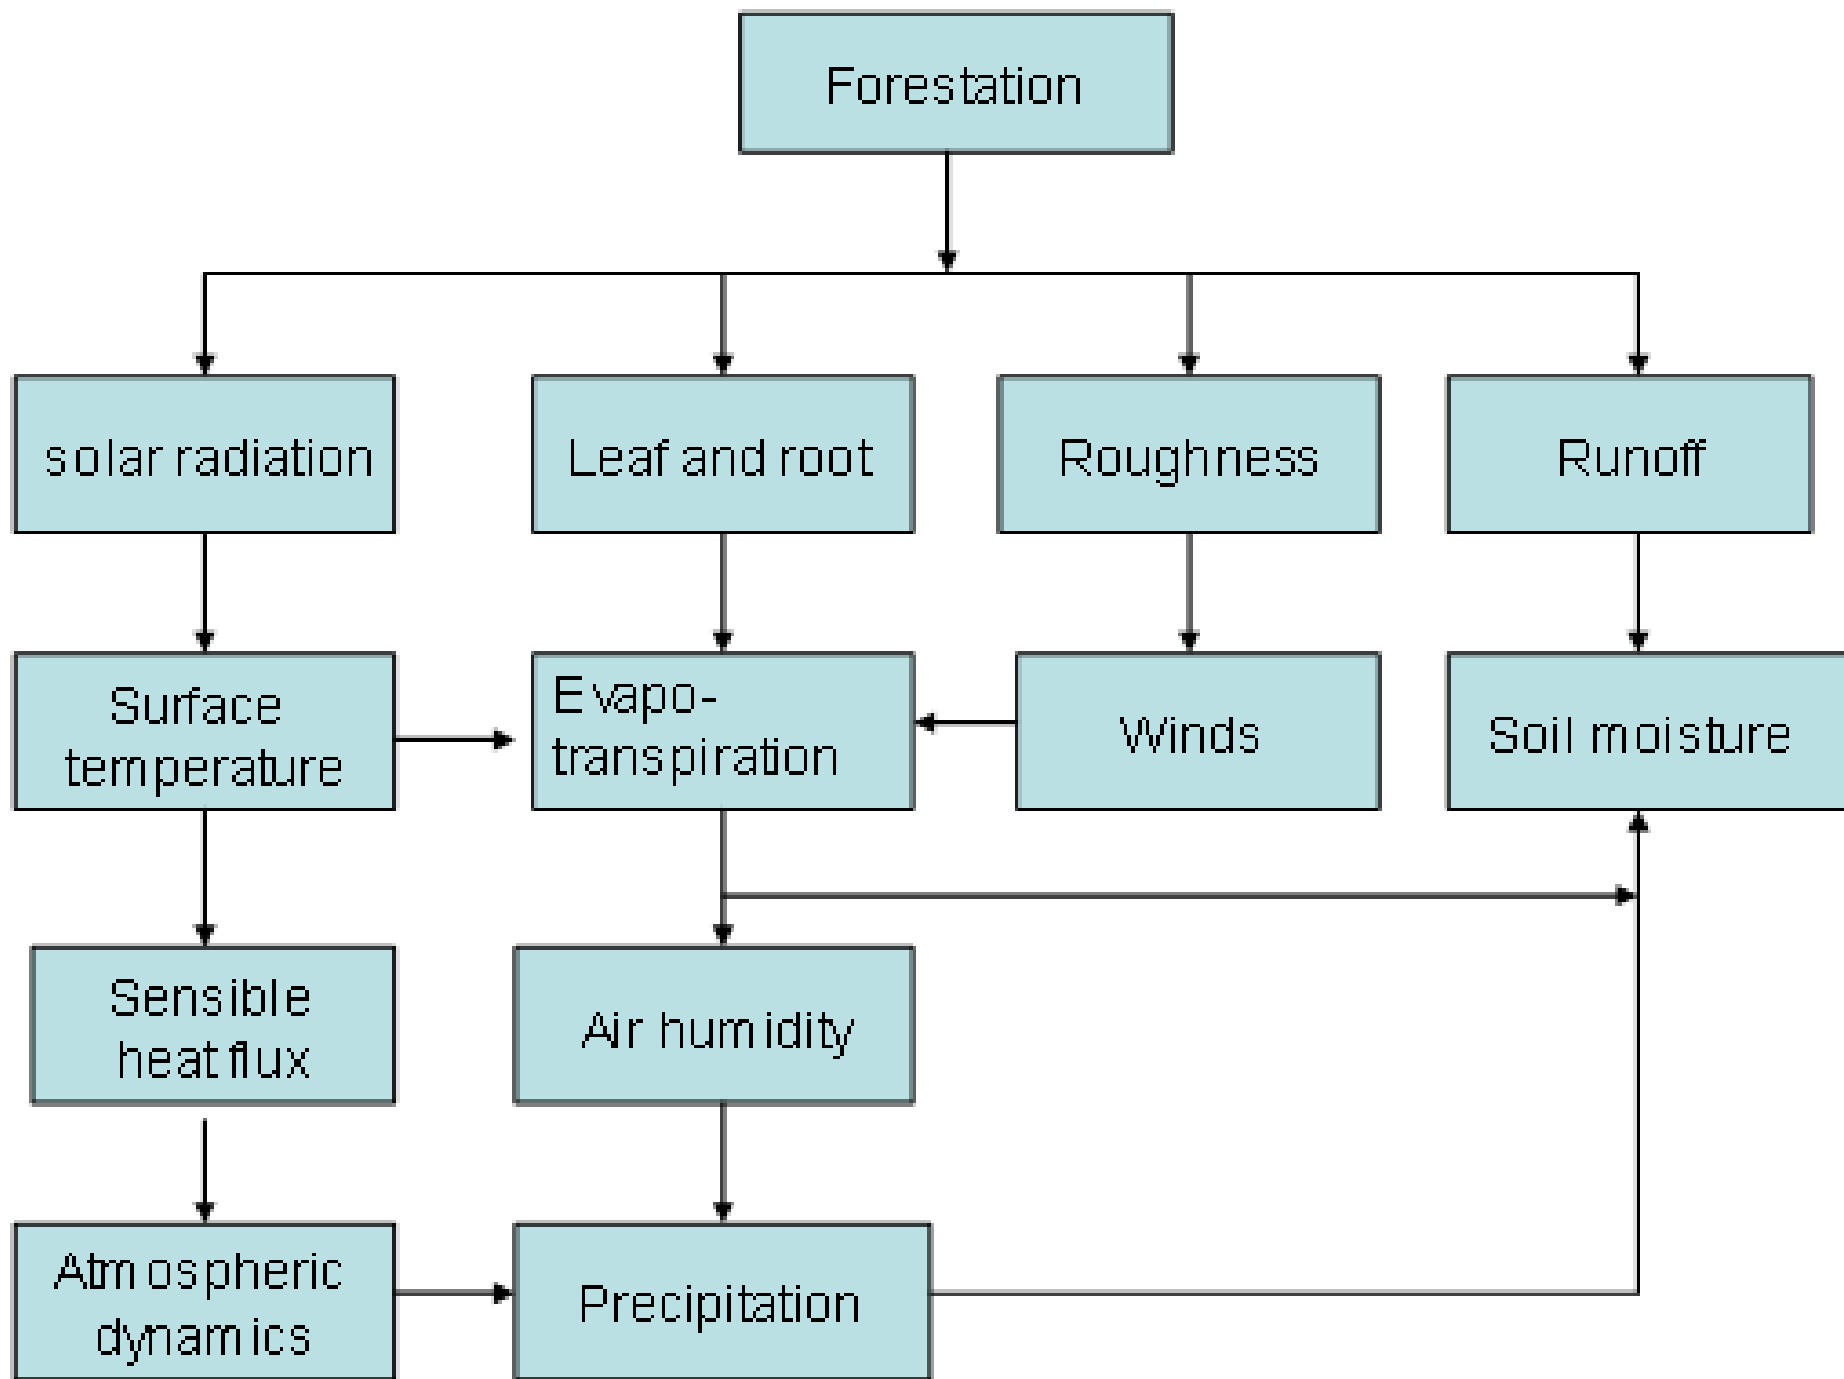 Forestation
solar radiation
Leaf and root
Roughness
Runoff
Surface
temperature
Evapo-
transpiration
Winds
Soil moisture
Sensible
heat flux
Air humidity
Atmospheric
dynamics
Precipitation